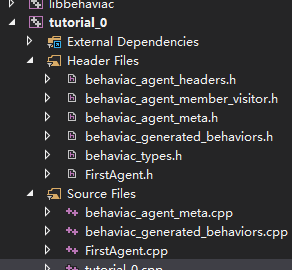 libbehaviac
tutorial_0
External Dependencies
Header Files
behaviac_agent_headers.h
behaviac_agent_member_visitor.h
behaviac_agent_meta.h
behaviac_generated_behaviors.h
behaviac_types.h
FirstAgent.h
Source Files
behaviac_agent_meta.cpp
behaviac_generated_behaviors.cpp
FirstAgent.cpp
tutorial_0.cpp